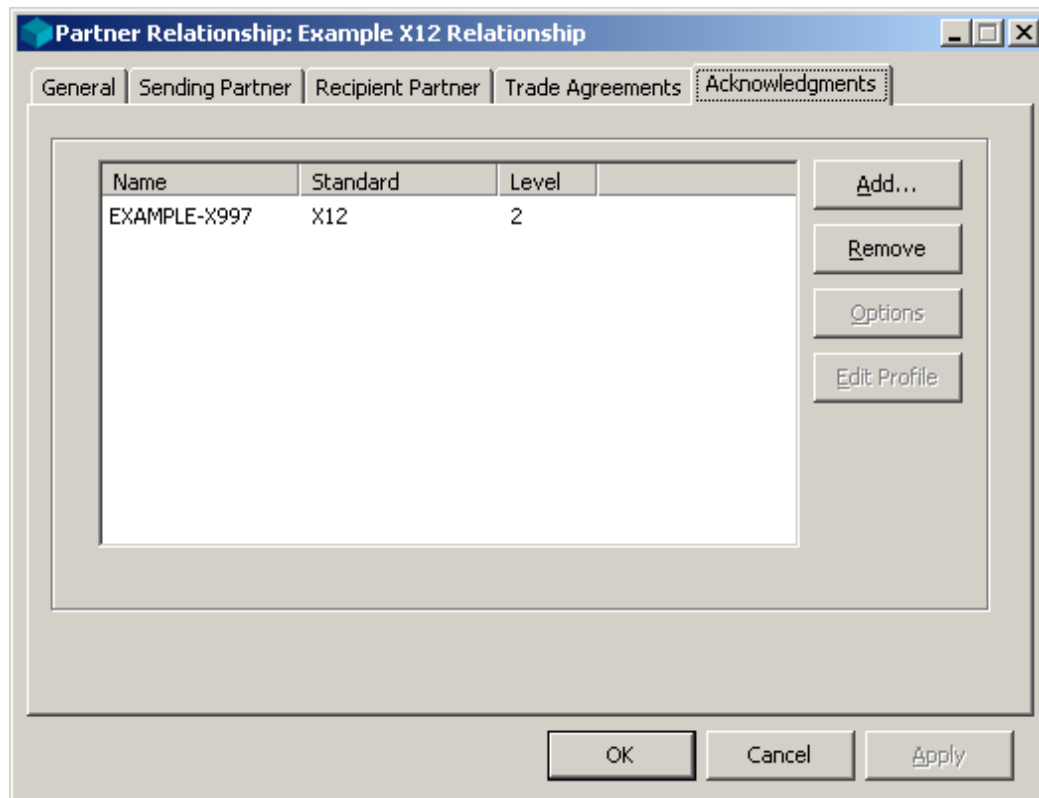 Partner Relationship: Example X12 Relationship
General Sending Partner Recipient Partner Trade Agreements Acknowledgments
Name Standard Level
EXAMPLE-X997 X12 2
Add...
Remove
Options
Edit Profile
OK Cancel Apply